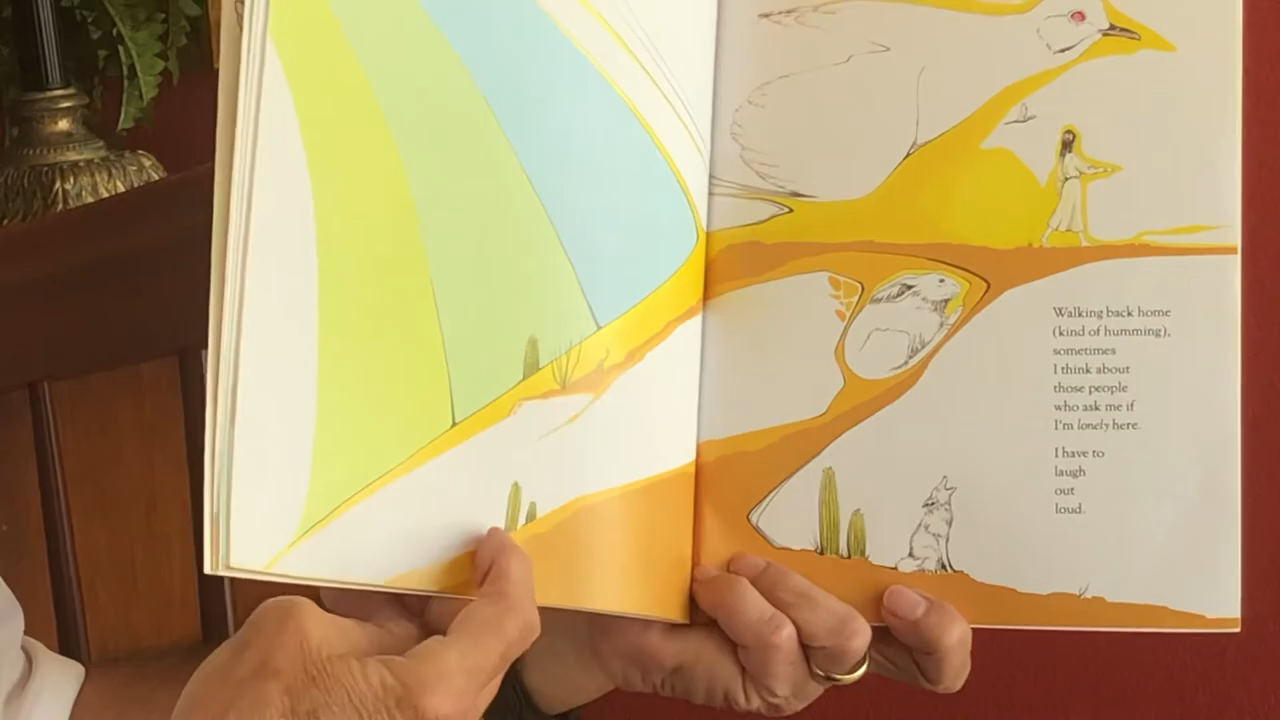 Walking back home
(kind of humming),
sometimes
I think about
those people
who ask me if
I'm lonely here.
I have to
laugh
out
loud.